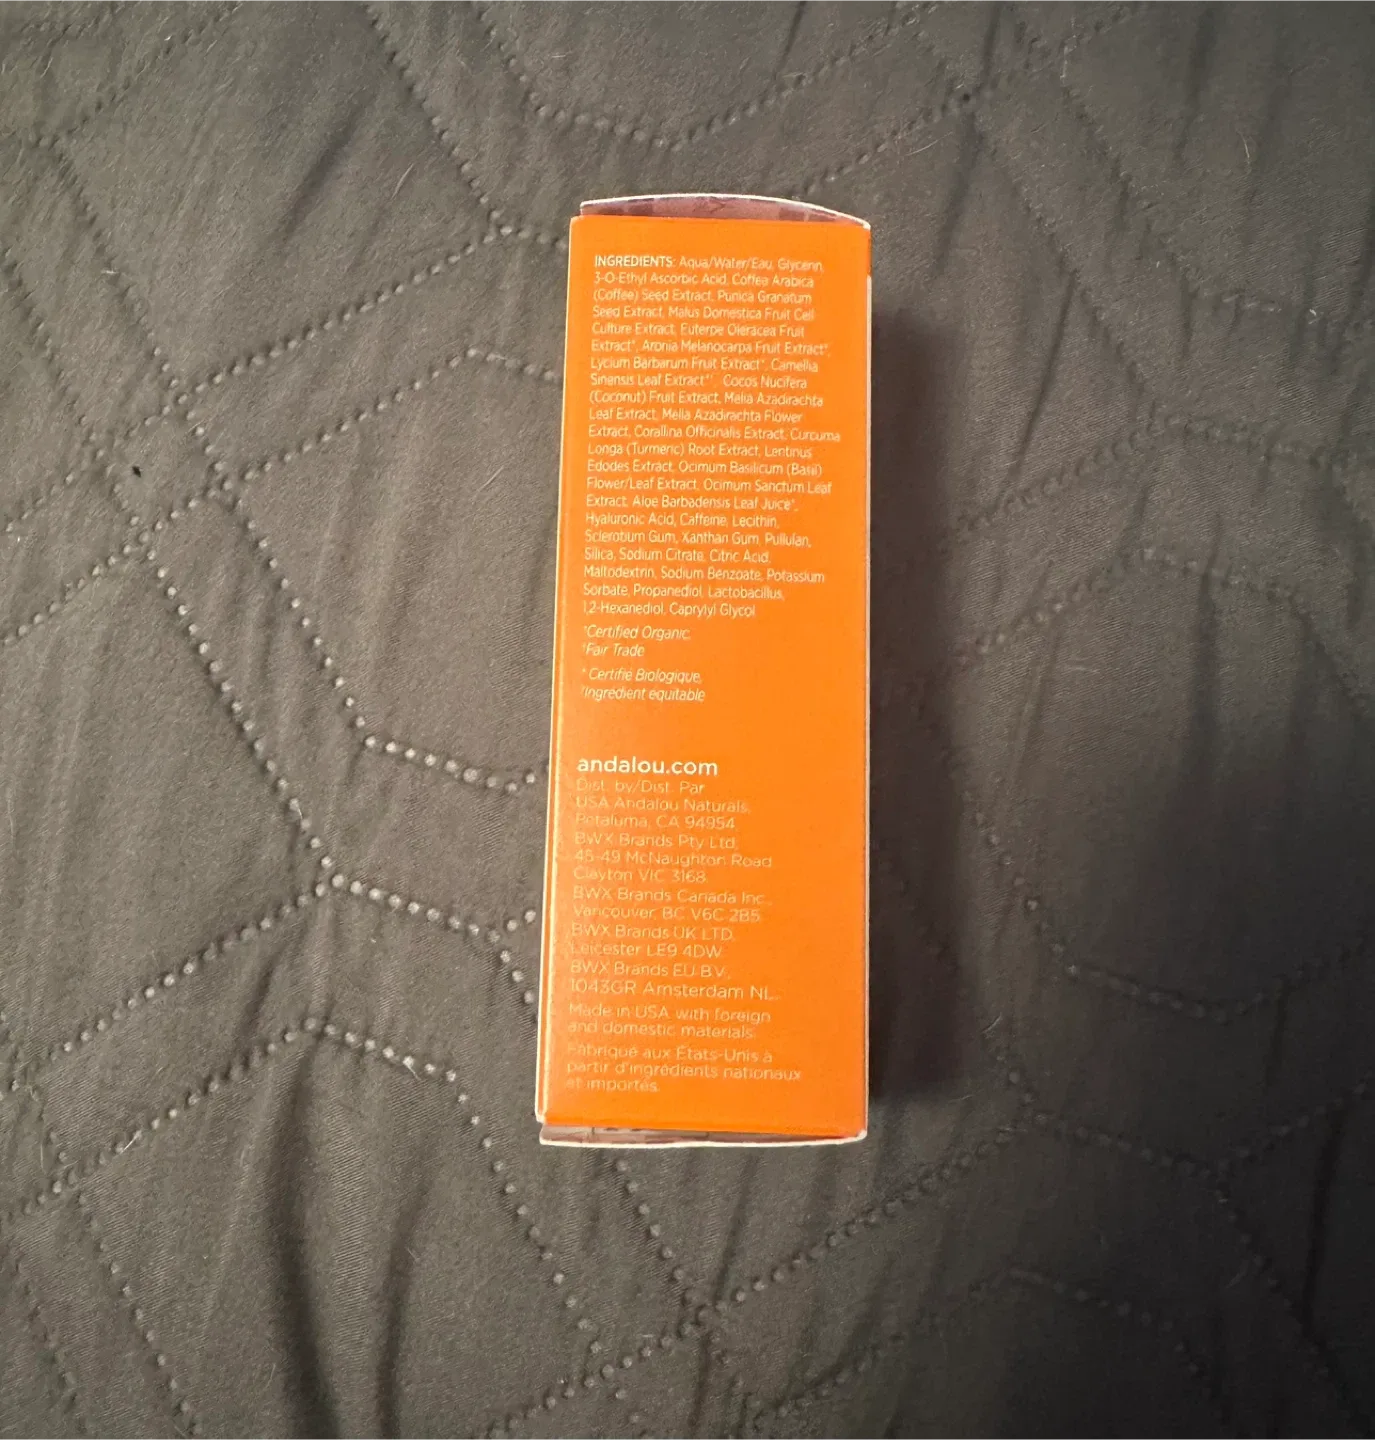 INGREDIENTS: Aqua/Water/Eau, Glycerin,
3-O-Ethyl Ascorbic Acid, Coffea Arabica
(Coffee) Seed Extract, Punica Granatum
Seed Extract, Malus Domestica Fruit Cell
Culture Extract, Euterpe Oleracea Fruit
Extract*, Aronia Melanocarpa Fruit Extract*,
Lycium Barbarum Fruit Extract*, Camellia
Sinensis Leaf Extract*†, Cocos Nucifera
(Coconut) Fruit Extract, Melia Azadirachta
Leaf Extract, Melia Azadirachta Flower
Extract, Corallina Officinalis Extract, Curcuma
Longa (Turmeric) Root Extract, Lentinus
Edodes Extract, Ocimum Basilicum (Basil)
Flower/Leaf Extract, Ocimum Sanctum Leaf
Extract, Aloe Barbadensis Leaf Juice*,
Hyaluronic Acid, Caffeine, Lecithin,
Sclerotium Gum, Xanthan Gum, Pullulan,
Silica, Sodium Citrate, Citric Acid,
Maltodextrin, Sodium Benzoate, Potassium
Sorbate, Propanediol, Lactobacillus,
1,2-Hexanediol, Caprylyl Glycol
*Certified Organic,
†Fair Trade
*Certifié Biologique,
†Ingrédient équitable
andalou.com
Dist. by/Dist. Par
USA Andalou Naturals,
Petaluma, CA 94954
BWX Brands Pty Ltd,
45-49 McNaughton Road
Clayton VIC 3168
BWX Brands Canada Inc.,
Vancouver, BC V6C 2B5
BWX Brands UK LTD,
Leicester LE9 4DW
BWX Brands EU B.V.,
1043GR Amsterdam NL.
Made in USA with foreign
and domestic materials.
Fabriqué aux États-Unis à
partir d'ingrédients nationaux
et importés.